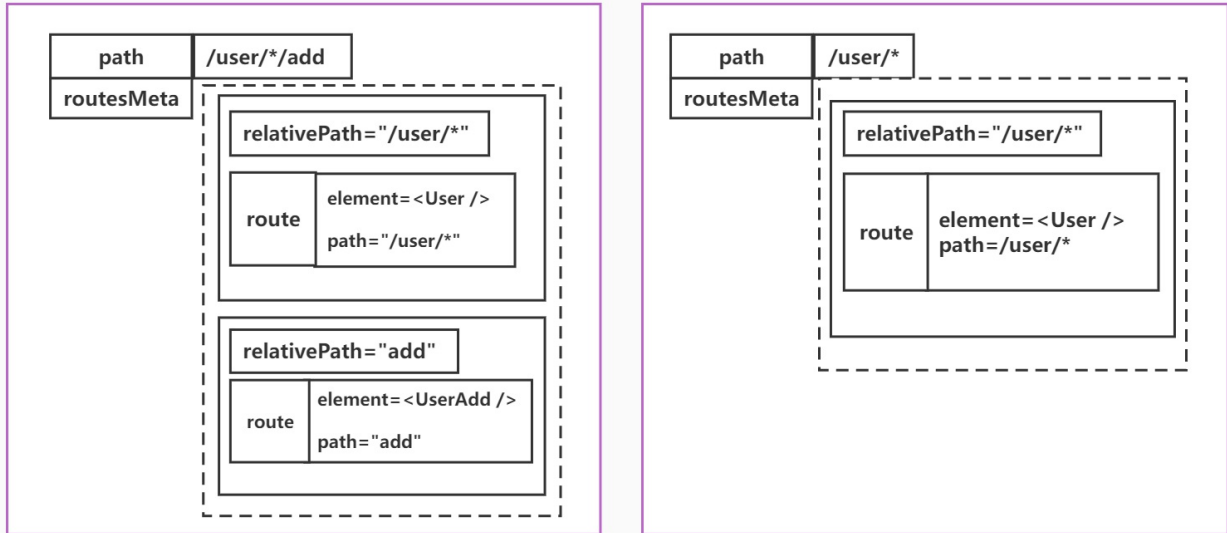 path
/user/*/add
routesMeta
relativePath="/user/*"
route
element=<User />
path="/user/*"
relativePath="add"
route
element=<UserAdd />
path="add"
path
/user/*
routesMeta
relativePath="/user/*"
route
element=<User />
path=/user/*